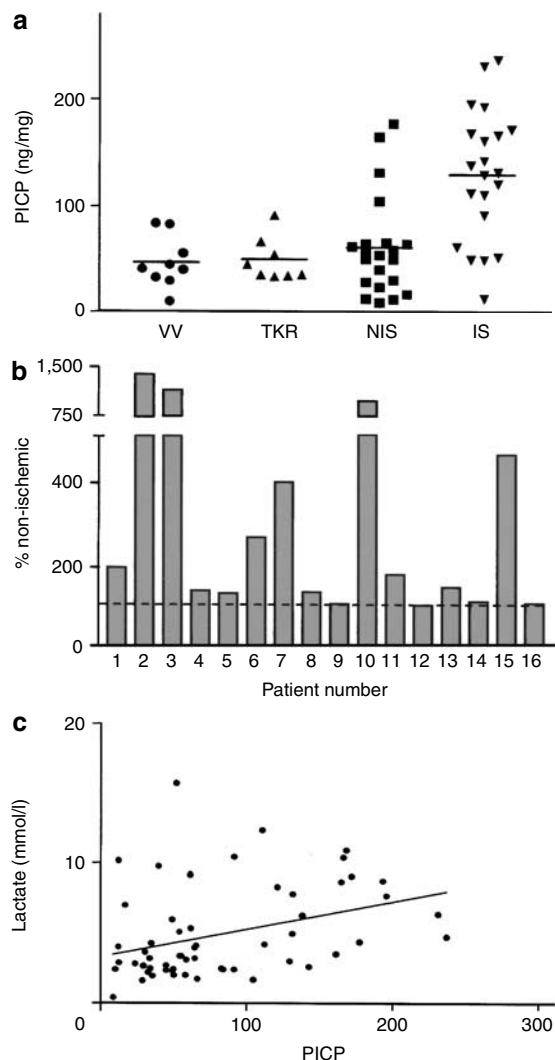 a
PICP (ng/mg)
200
100
0
VV TKR NIS IS
b
% non-ischemic
1,500
750
400
200
0
1 2 3 4 5 6 7 8 9 10 11 12 13 14 15 16
Patient number
c
Lactate (mmol/l)
20
10
0
0 100 200 300
PICP